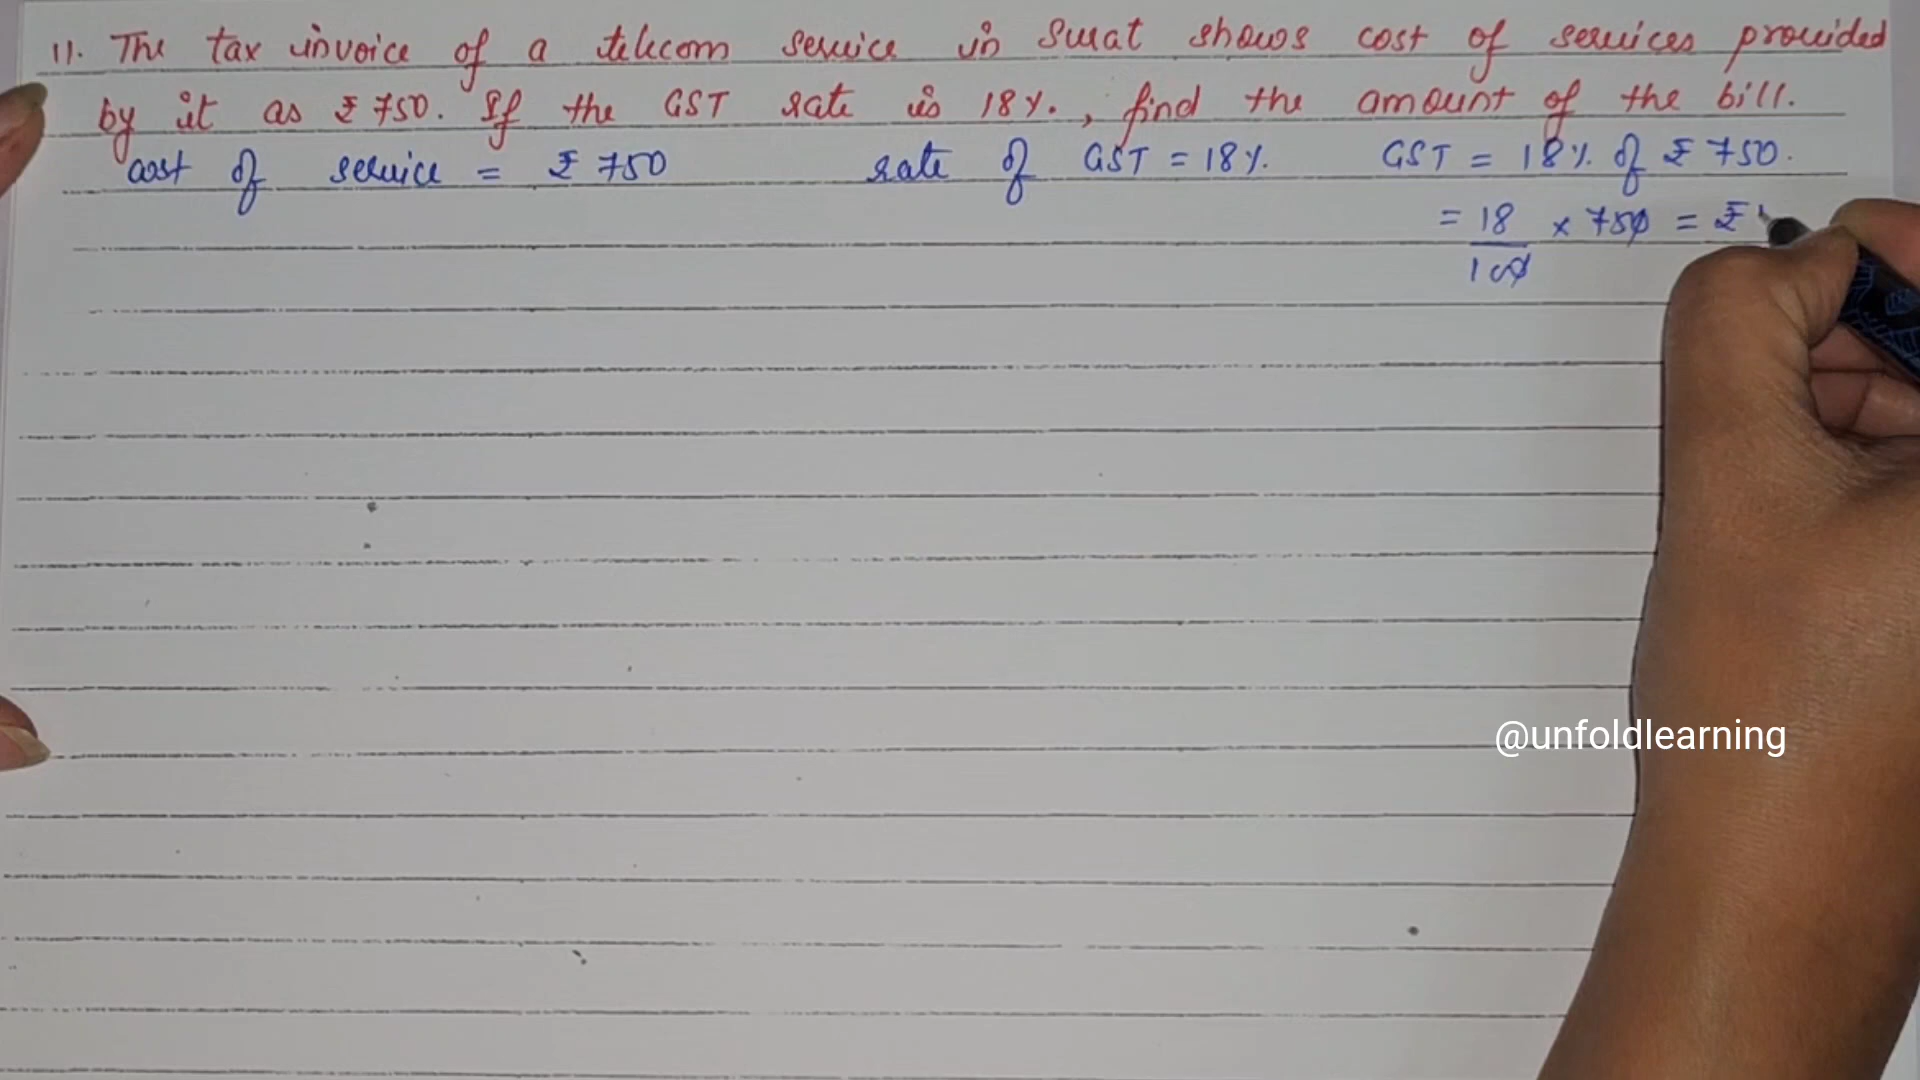 11. The tax invoice of a telecom service in Surat shows cost of services provided
by it as ₹ 750. If the GST rate is 18%., find the amount of the bill.
cost of service = ₹ 750 rate of GST = 18%. GST = 18% of ₹ 750.
= 18 × 750 = ₹
100
@unfoldlearning